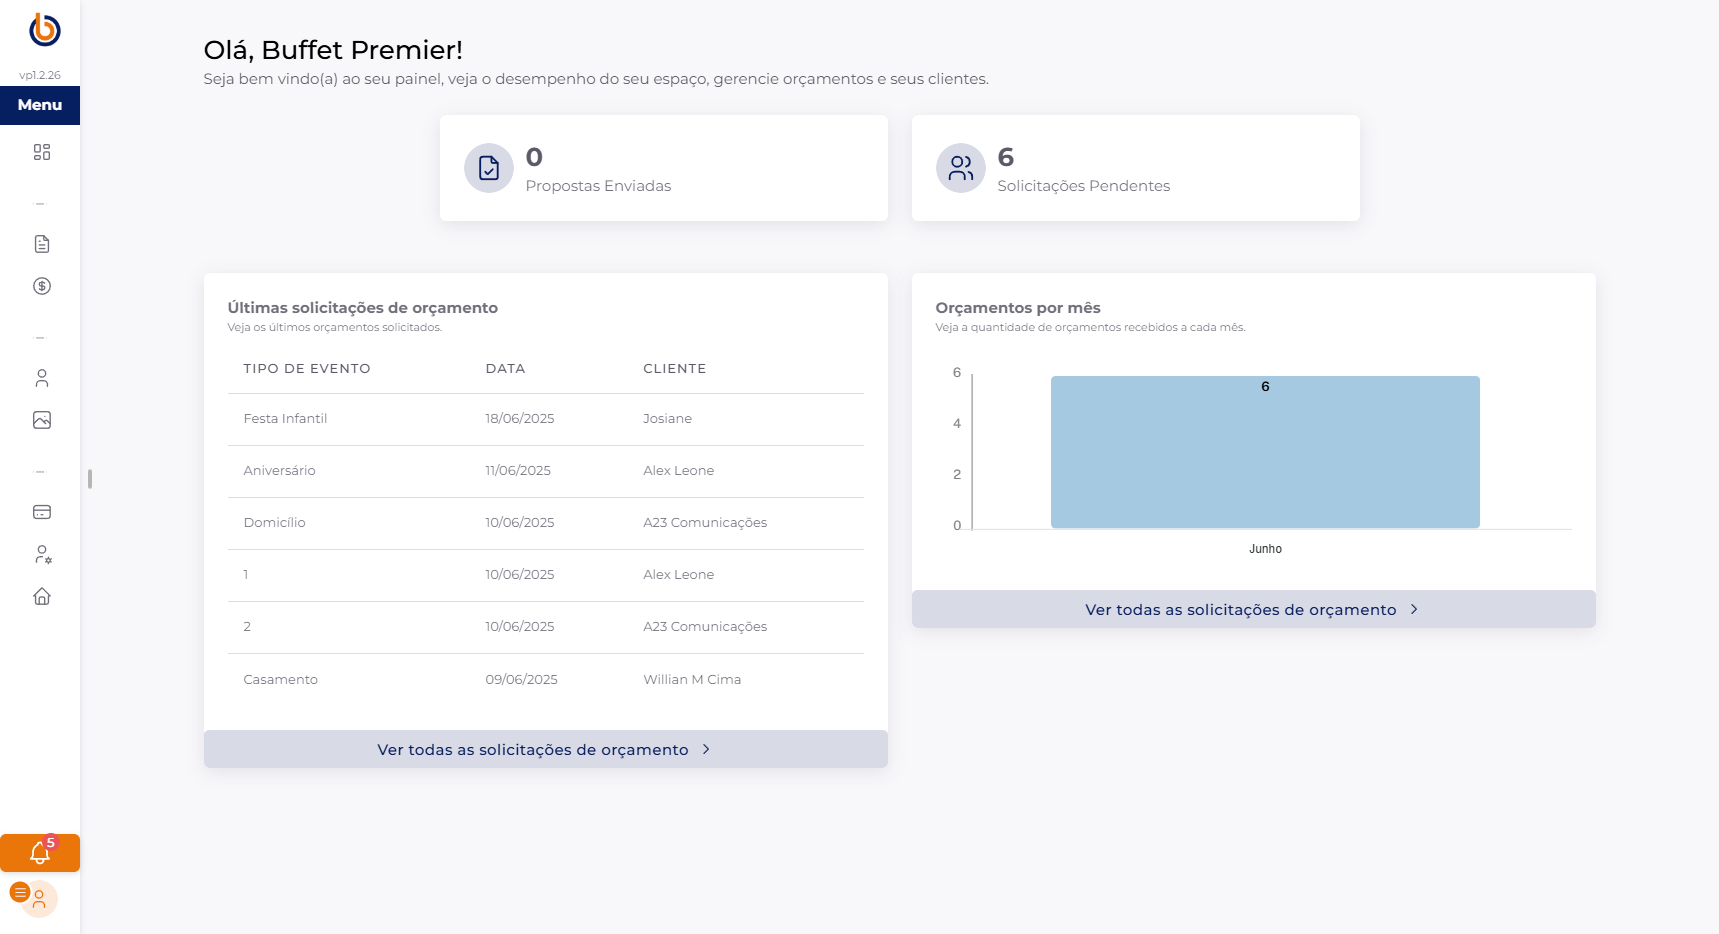 vp1.2.26
Menu
5
Olá, Buffet Premier!
Seja bem vindo(a) ao seu painel, veja o desempenho do seu espaço, gerencie orçamentos e seus clientes.
0
Propostas Enviadas
6
Solicitações Pendentes
Últimas solicitações de orçamento
Veja os últimos orçamentos solicitados.
TIPO DE EVENTO DATA CLIENTE
Festa Infantil 18/06/2025 Josiane
Aniversário 11/06/2025 Alex Leone
Domicílio 10/06/2025 A23 Comunicações
1 10/06/2025 Alex Leone
2 10/06/2025 A23 Comunicações
Casamento 09/06/2025 Willian M Cima
Ver todas as solicitações de orçamento
Orçamentos por mês
Veja a quantidade de orçamentos recebidos a cada mês.
6
6
4
2
0
Junho
Ver todas as solicitações de orçamento